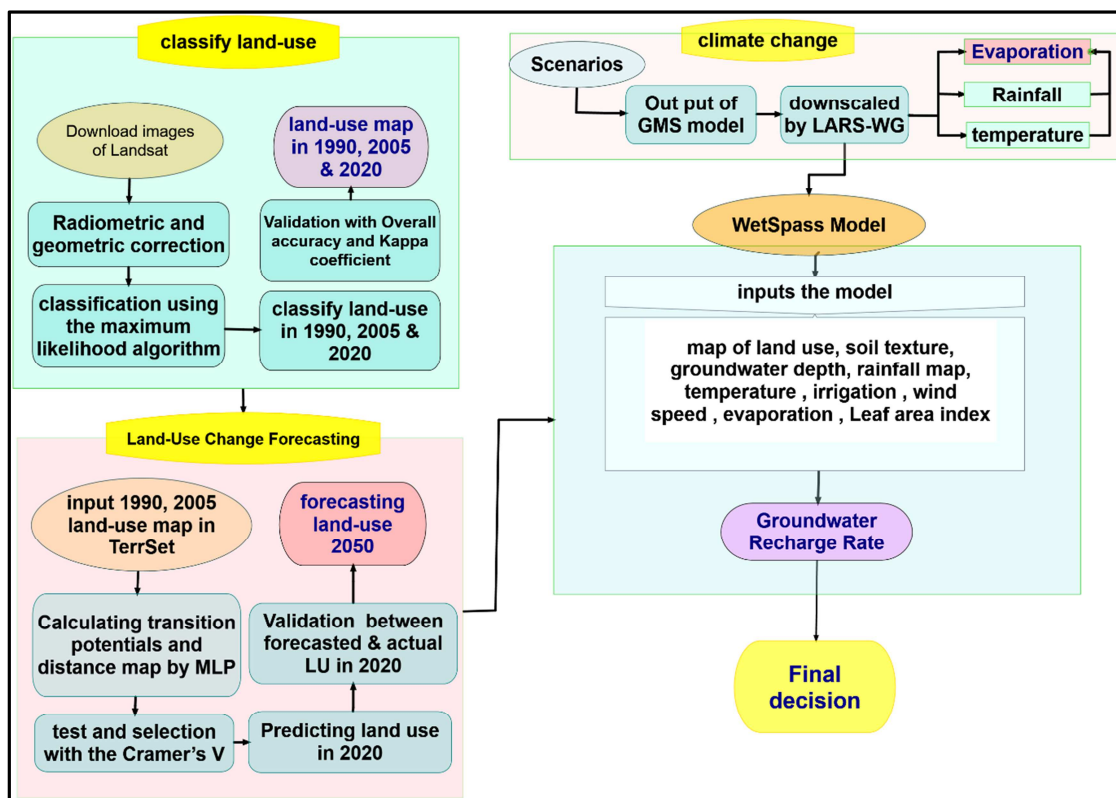 classify land-use
Download images
of Landsat
Radiometric and
geometric correction
classification using
the maximum
likelihood algorithm
classify land-use
in 1990, 2005 &
2020
Validation with Overall
accuracy and Kappa
coefficient
land-use map
in 1990, 2005
& 2020
Land-Use Change Forecasting
input 1990, 2005
land-use map in
TerrSet
Calculating transition
potentials and
distance map by MLP
test and selection
with the Cramer's V
Predicting land use
in 2020
Validation between
forecasted & actual
LU in 2020
forecasting
land-use
2050
climate change
Scenarios
Out put of
GMS model
downscaled
by LARS-WG
Evaporation
Rainfall
temperature
WetSpass Model
inputs the model
map of land use, soil texture,
groundwater depth, rainfall map,
temperature , irrigation , wind
speed , evaporation , Leaf area index
Groundwater
Recharge Rate
Final
decision